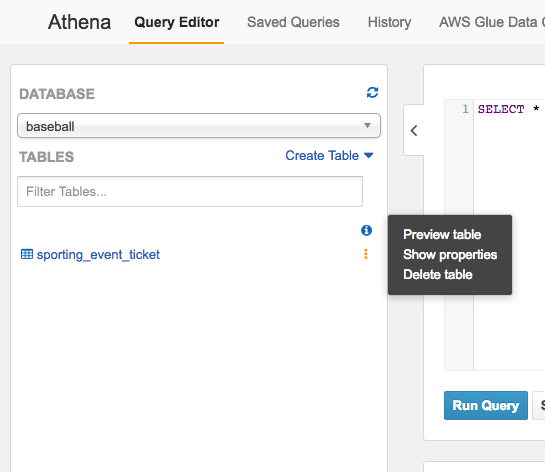 Athena Query Editor Saved Queries History AWS Glue Data
DATABASE
baseball
TABLES Create Table
Filter Tables...
sporting_event_ticket
Preview table
Show properties
Delete table
1 SELECT *
Run Query